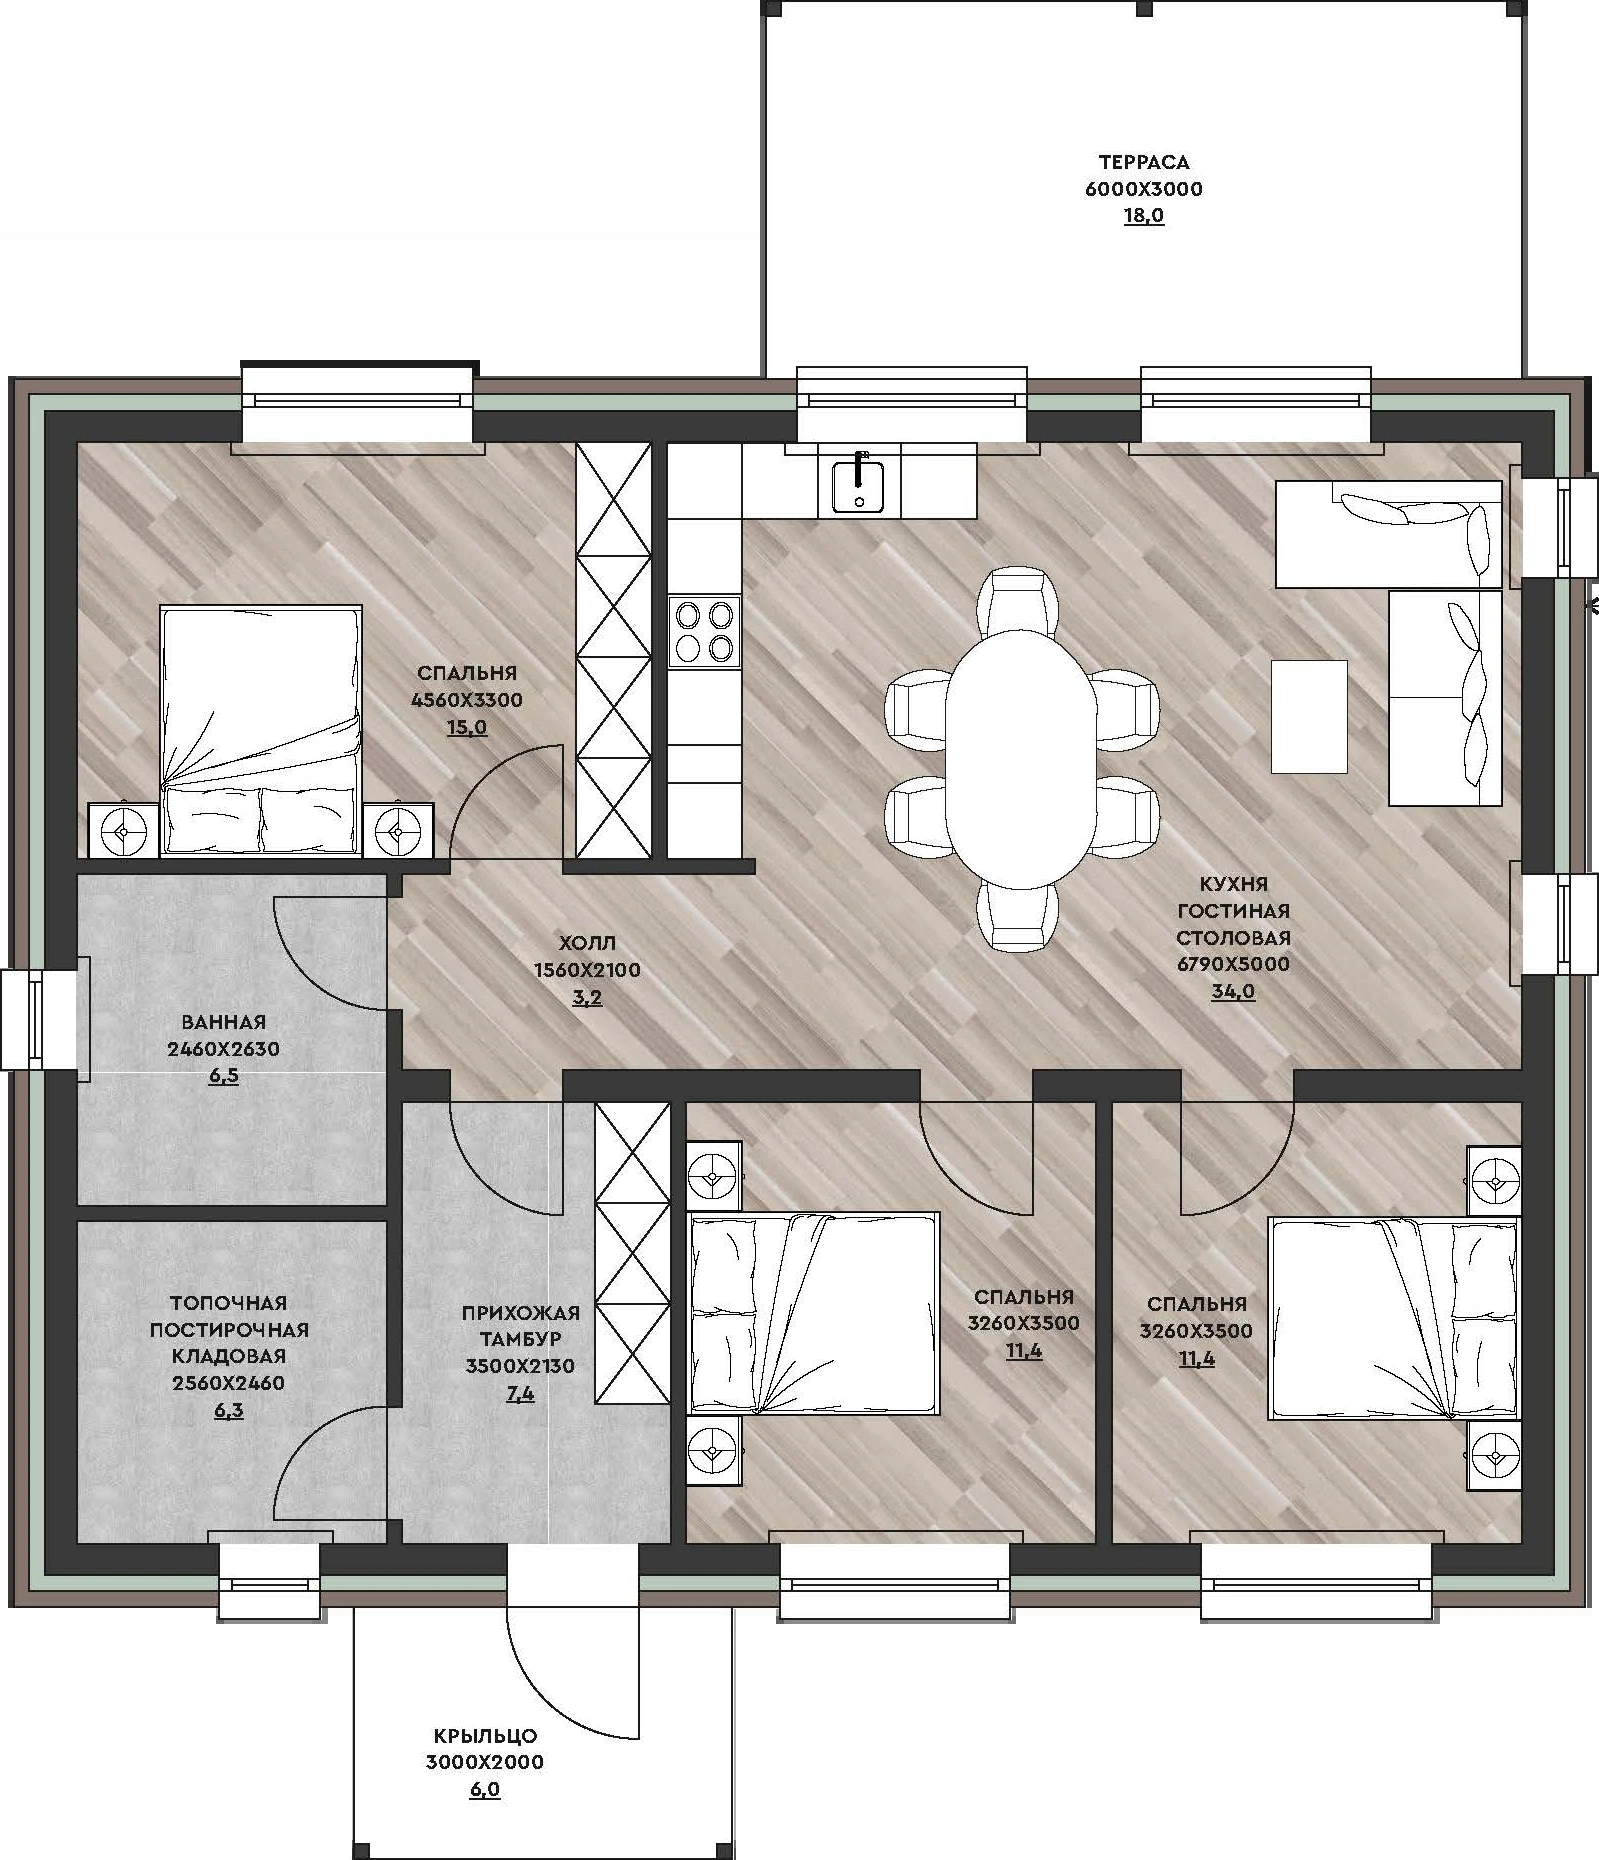 ТЕРРАСА
6000Х3000
18,0
СПАЛЬНЯ
4560Х3300
15,0
КУХНЯ
ГОСТИНАЯ
СТОЛОВАЯ
6790Х5000
34,0
ХОЛЛ
1560Х2100
3,2
ВАННАЯ
2460Х2630
6,5
ТОПОЧНАЯ
ПОСТИРОЧНАЯ
КЛАДОВАЯ
2560Х2460
6,3
ПРИХОЖАЯ
ТАМБУР
3500Х2130
7,4
СПАЛЬНЯ
3260Х3500
11,4
СПАЛЬНЯ
3260Х3500
11,4
КРЫЛЬЦО
3000Х2000
6,0